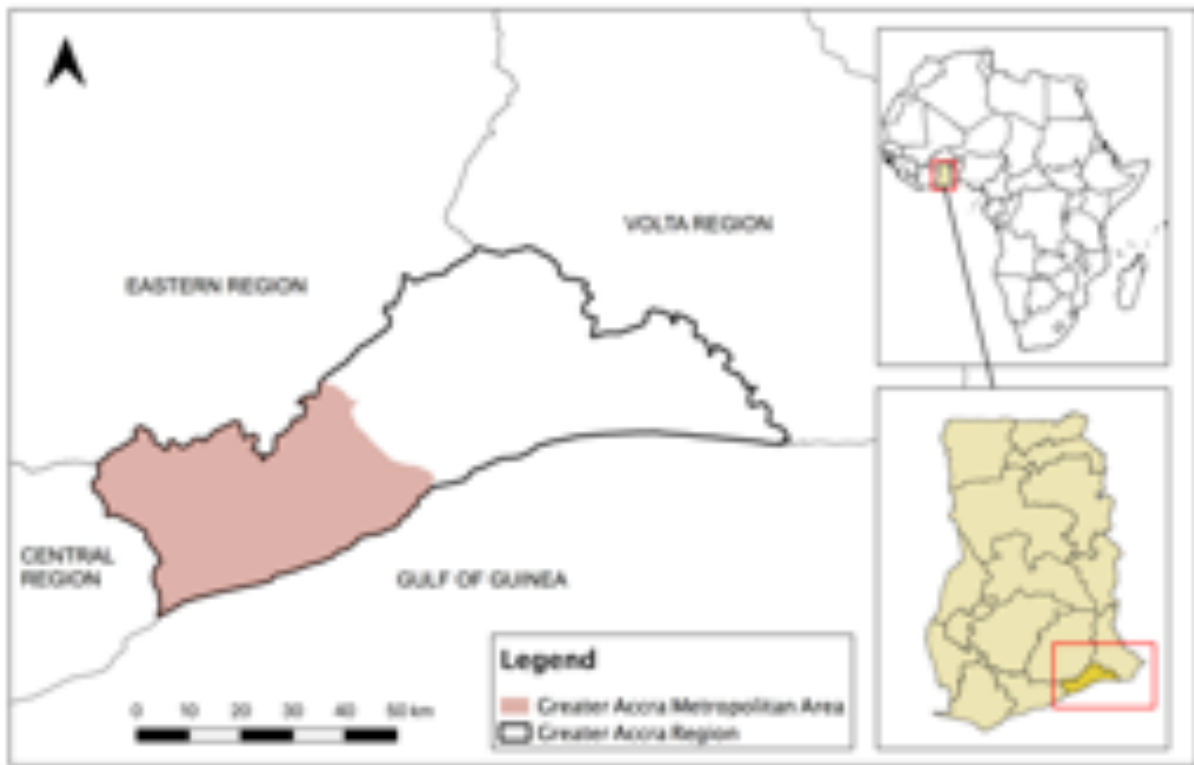 VOLTA REGION
EASTERN REGION
CENTRAL
REGION
GULF OF GUINEA
Legend
Greater Accra Metropolitan Area
Greater Accra Region
0 10 20 30 40 50 km